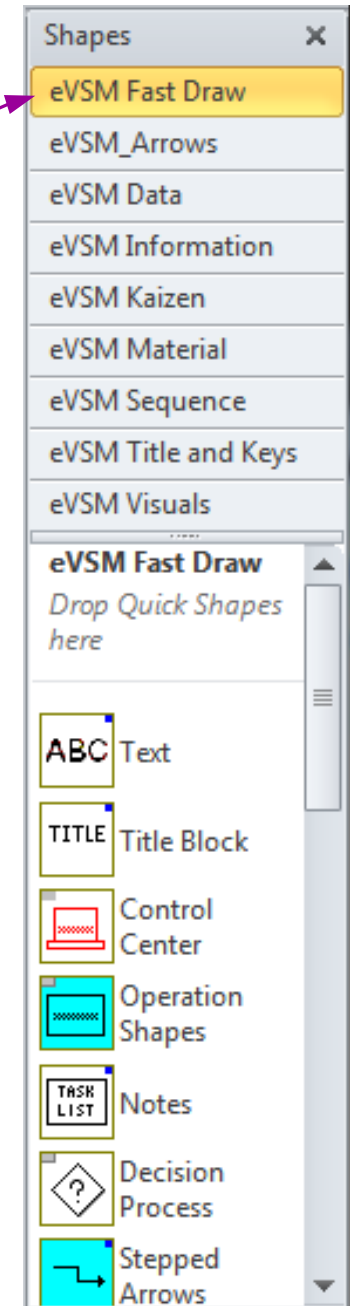 Shapes
eVSM Fast Draw
eVSM_Arrows
eVSM Data
eVSM Information
eVSM Kaizen
eVSM Material
eVSM Sequence
eVSM Title and Keys
eVSM Visuals
eVSM Fast Draw
Drop Quick Shapes
here
ABC Text
TITLE Title Block
Control
Center
Operation
Shapes
TASK
LIST
Notes
?
Decision
Process
Stepped
Arrows